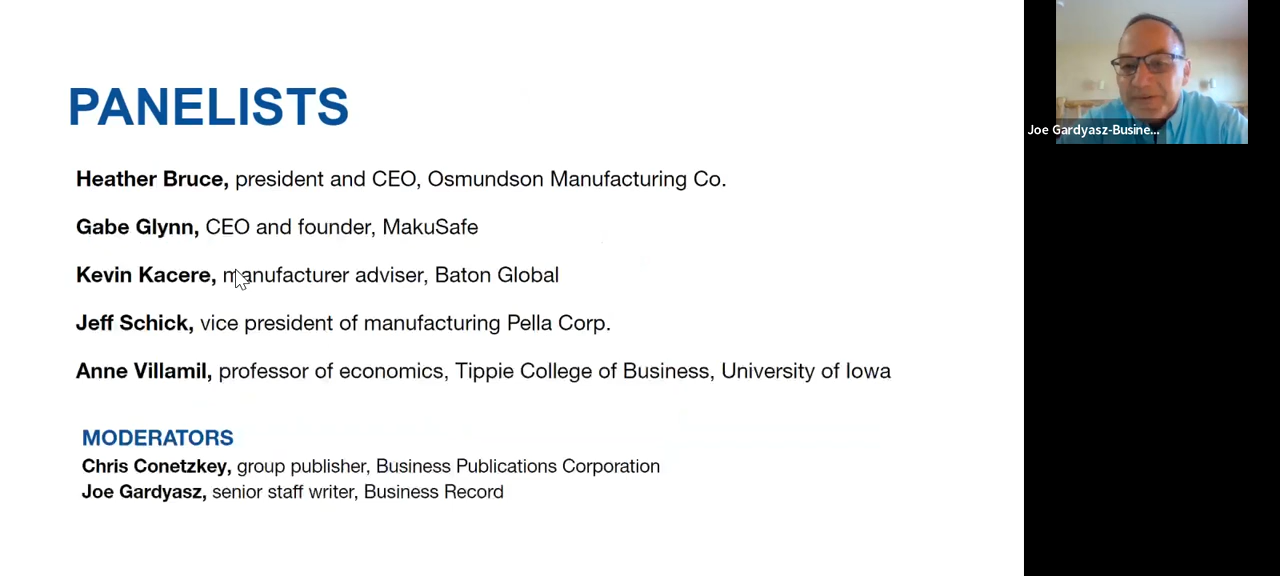 PANELISTS
Heather Bruce, president and CEO, Osmundson Manufacturing Co.
Gabe Glynn, CEO and founder, MakuSafe
Kevin Kacere, manufacturer adviser, Baton Global
Jeff Schick, vice president of manufacturing Pella Corp.
Anne Villamil, professor of economics, Tippie College of Business, University of Iowa
MODERATORS
Chris Conetzkey, group publisher, Business Publications Corporation
Joe Gardyasz, senior staff writer, Business Record
Joe Gardyasz-Busine...